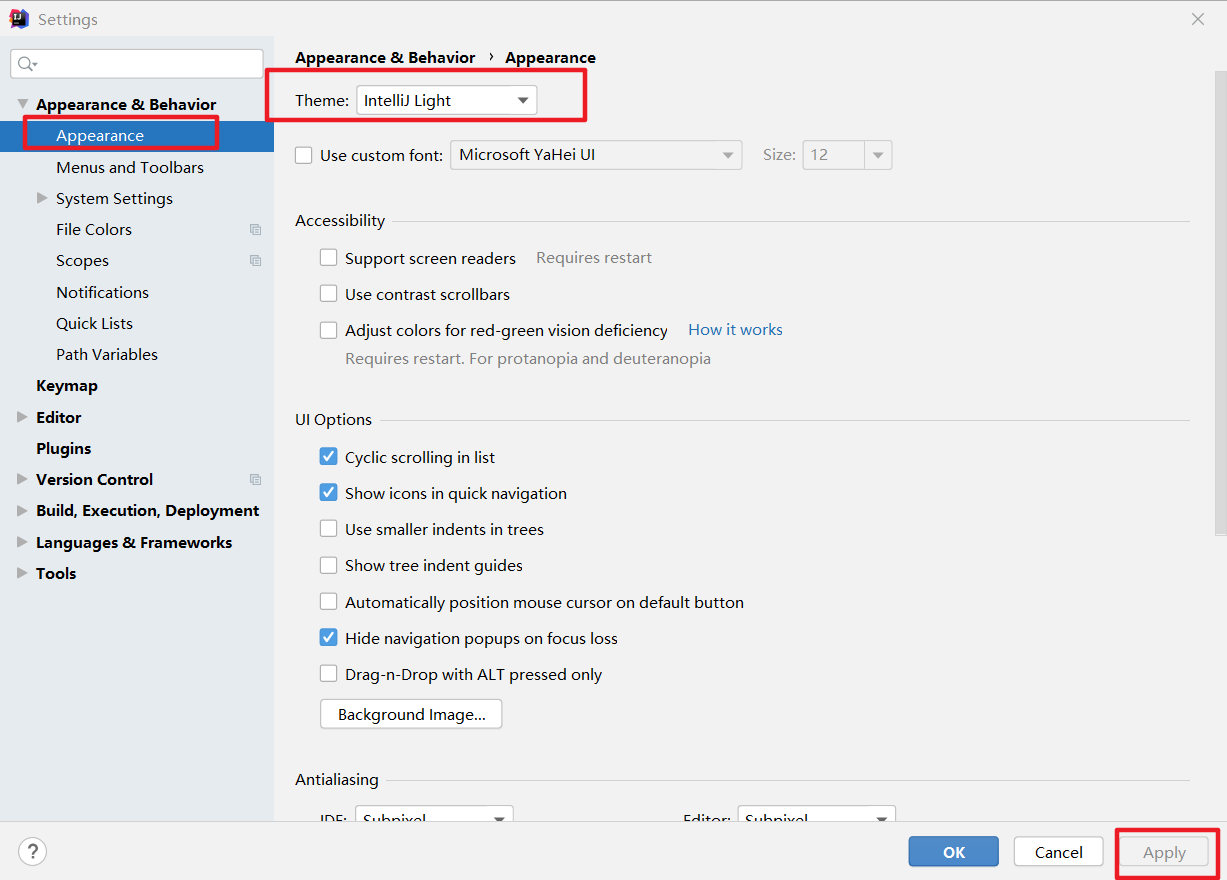 Settings
Appearance & Behavior › Appearance
Appearance & Behavior
Appearance
Menus and Toolbars
System Settings
File Colors
Scopes
Notifications
Quick Lists
Path Variables
Keymap
Editor
Plugins
Version Control
Build, Execution, Deployment
Languages & Frameworks
Tools
Theme: IntelliJ Light
Use custom font: Microsoft YaHei UI Size: 12
Accessibility
Support screen readers Requires restart
Use contrast scrollbars
Adjust colors for red-green vision deficiency How it works
Requires restart. For protanopia and deuteranopia
UI Options
Cyclic scrolling in list
Show icons in quick navigation
Use smaller indents in trees
Show tree indent guides
Automatically position mouse cursor on default button
Hide navigation popups on focus loss
Drag-n-Drop with ALT pressed only
Background Image...
Antialiasing
IDE: Subpixel Editor: Subpixel
? OK Cancel Apply